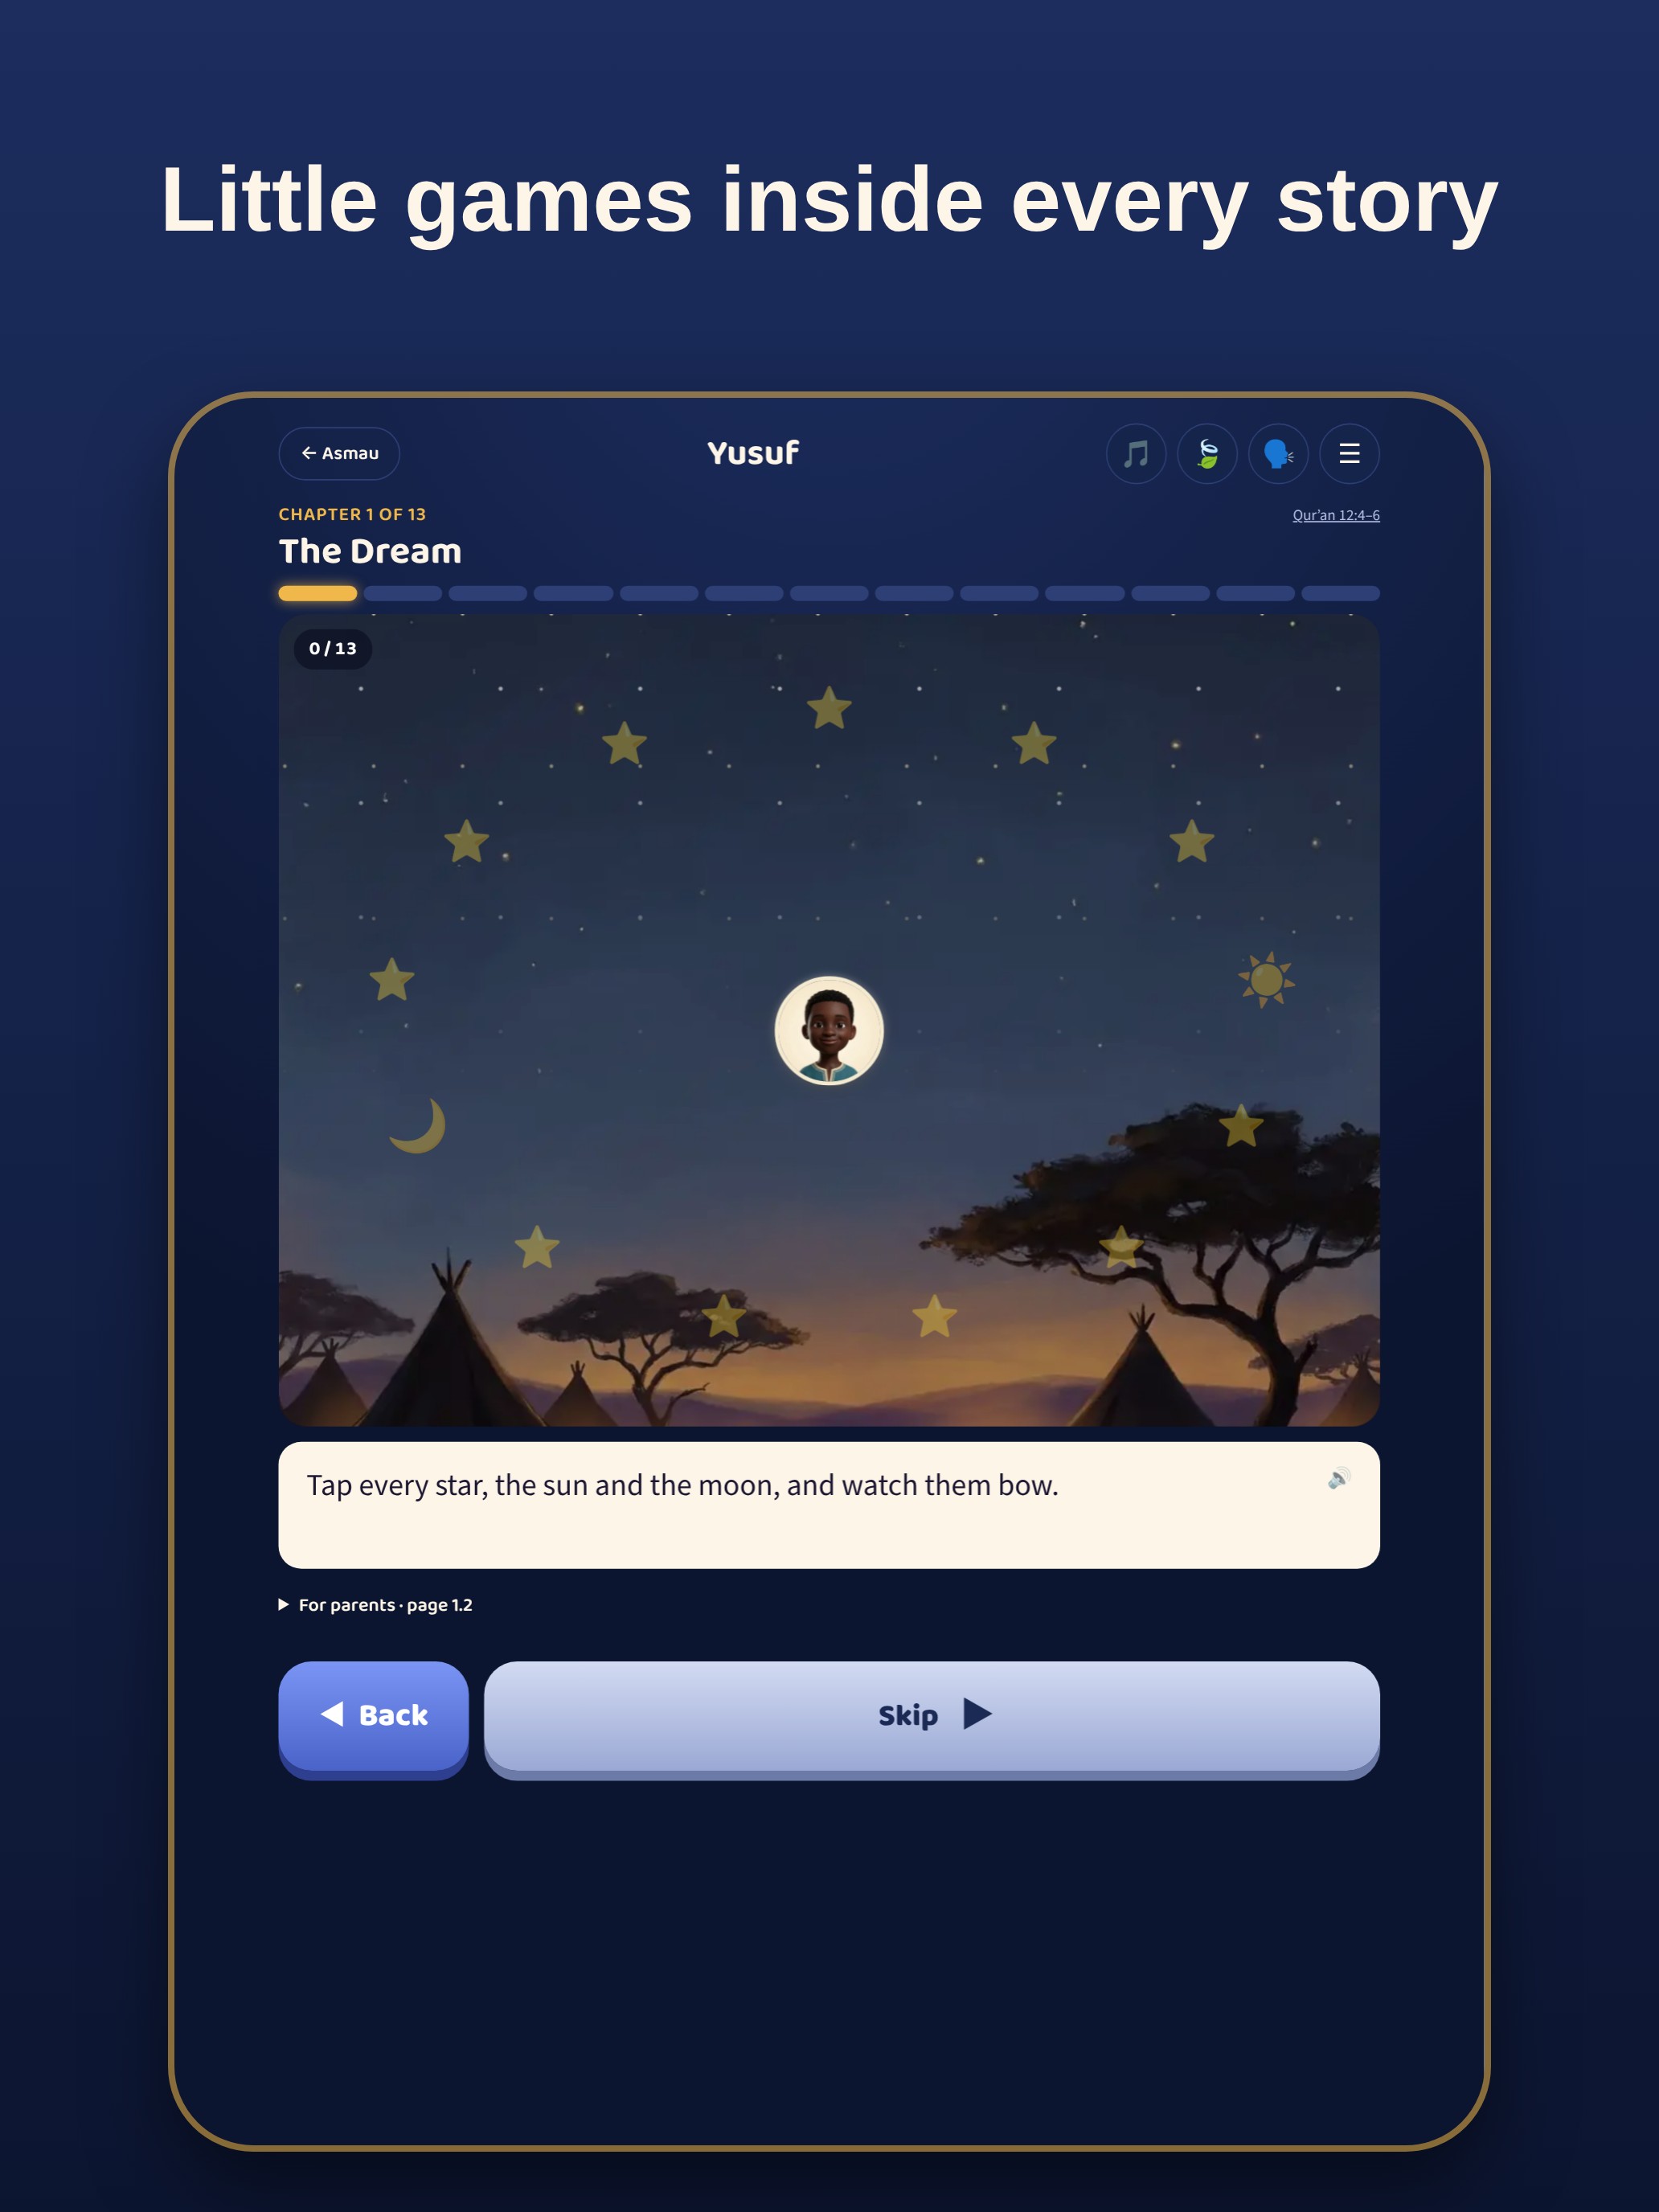 Little games inside every story
← Asmau
Yusuf
CHAPTER 1 OF 13
Qur'an 12:4–6
The Dream
0 / 13
Tap every star, the sun and the moon, and watch them bow.
▶ For parents · page 1.2
◀ Back
Skip ▶